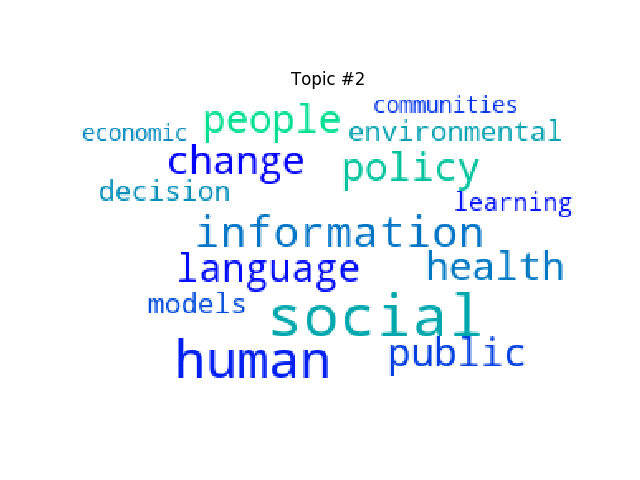 Topic #2
communities
people
economic
environmental
change
policy
decision
learning
information
language
health
models
social
human
public